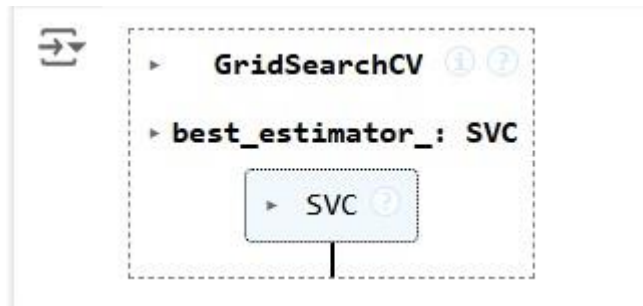 GridSearchCV i ?
best_estimator_: SVC
SVC ?